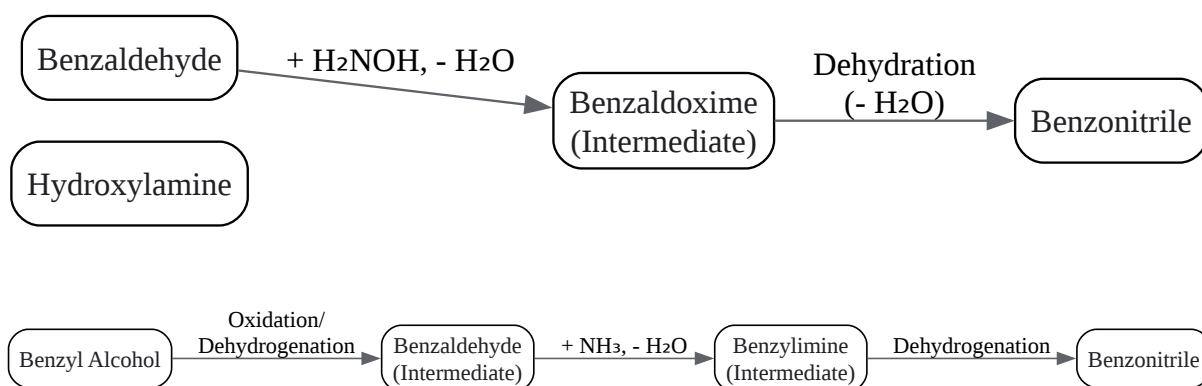 Benzaldehyde
+ H₂NOH, - H₂O
Benzaldoxime
(Intermediate)
Dehydration
(- H₂O)
Benzonitrile
Hydroxylamine
Benzyl Alcohol
Oxidation/
Dehydrogenation
Benzaldehyde
(Intermediate)
+ NH₃, - H₂O
Benzylimine
(Intermediate)
Dehydrogenation
Benzonitrile